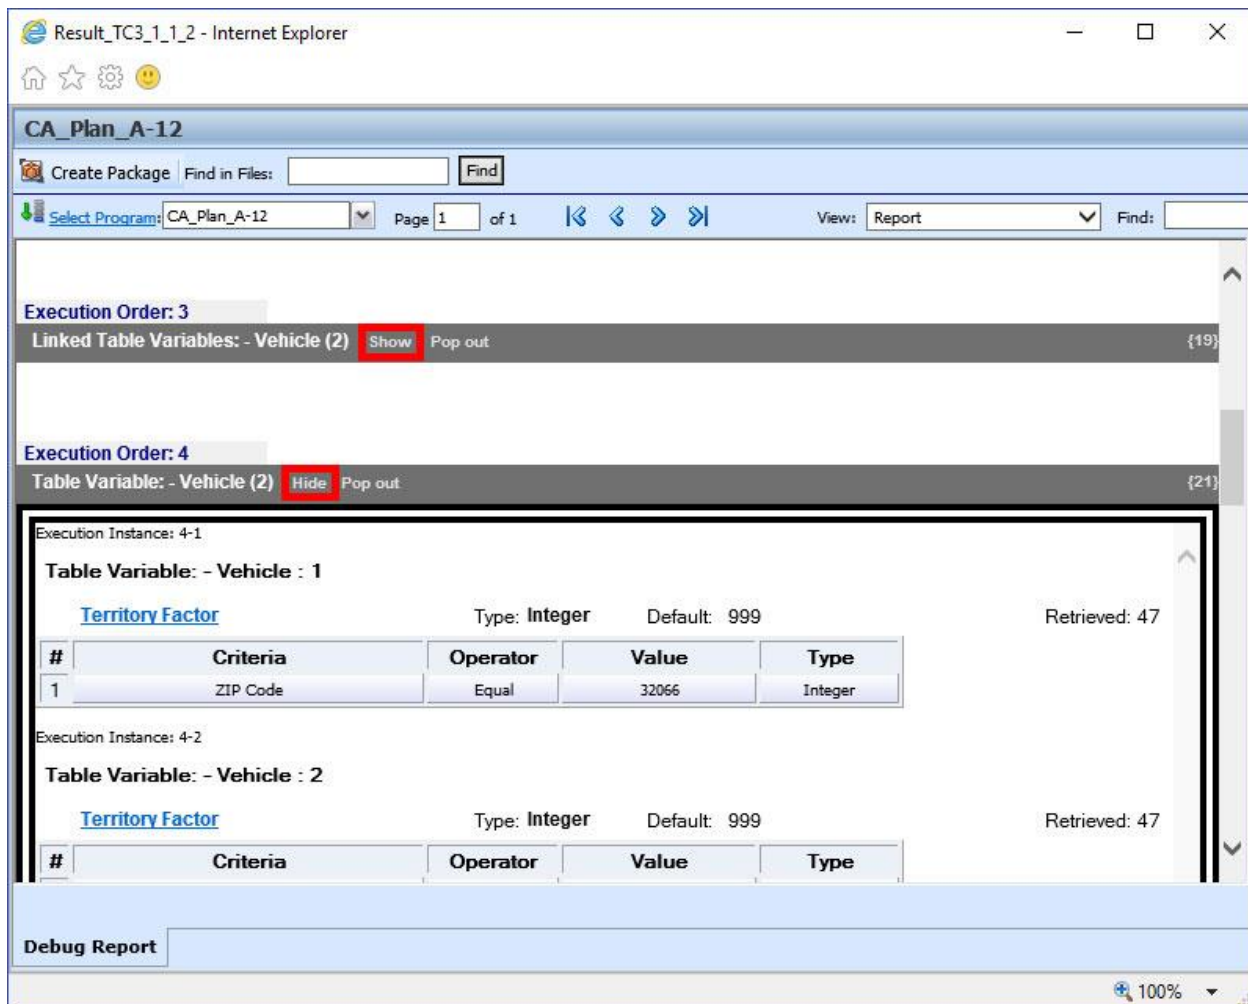 Result_TC3_1_1_2 - Internet Explorer
CA_Plan_A-12
Create Package Find in Files: Find
Select Program: CA_Plan_A-12 Page 1 of 1 View: Report Find:
Execution Order: 3
Linked Table Variables: - Vehicle (2) Show Pop out {19}
Execution Order: 4
Table Variable: - Vehicle (2) Hide Pop out {21}
Execution Instance: 4-1
Table Variable: - Vehicle : 1
Territory Factor Type: Integer Default: 999 Retrieved: 47
# Criteria Operator Value Type
1 ZIP Code Equal 32066 Integer
Execution Instance: 4-2
Table Variable: - Vehicle : 2
Territory Factor Type: Integer Default: 999 Retrieved: 47
# Criteria Operator Value Type
Debug Report
100%